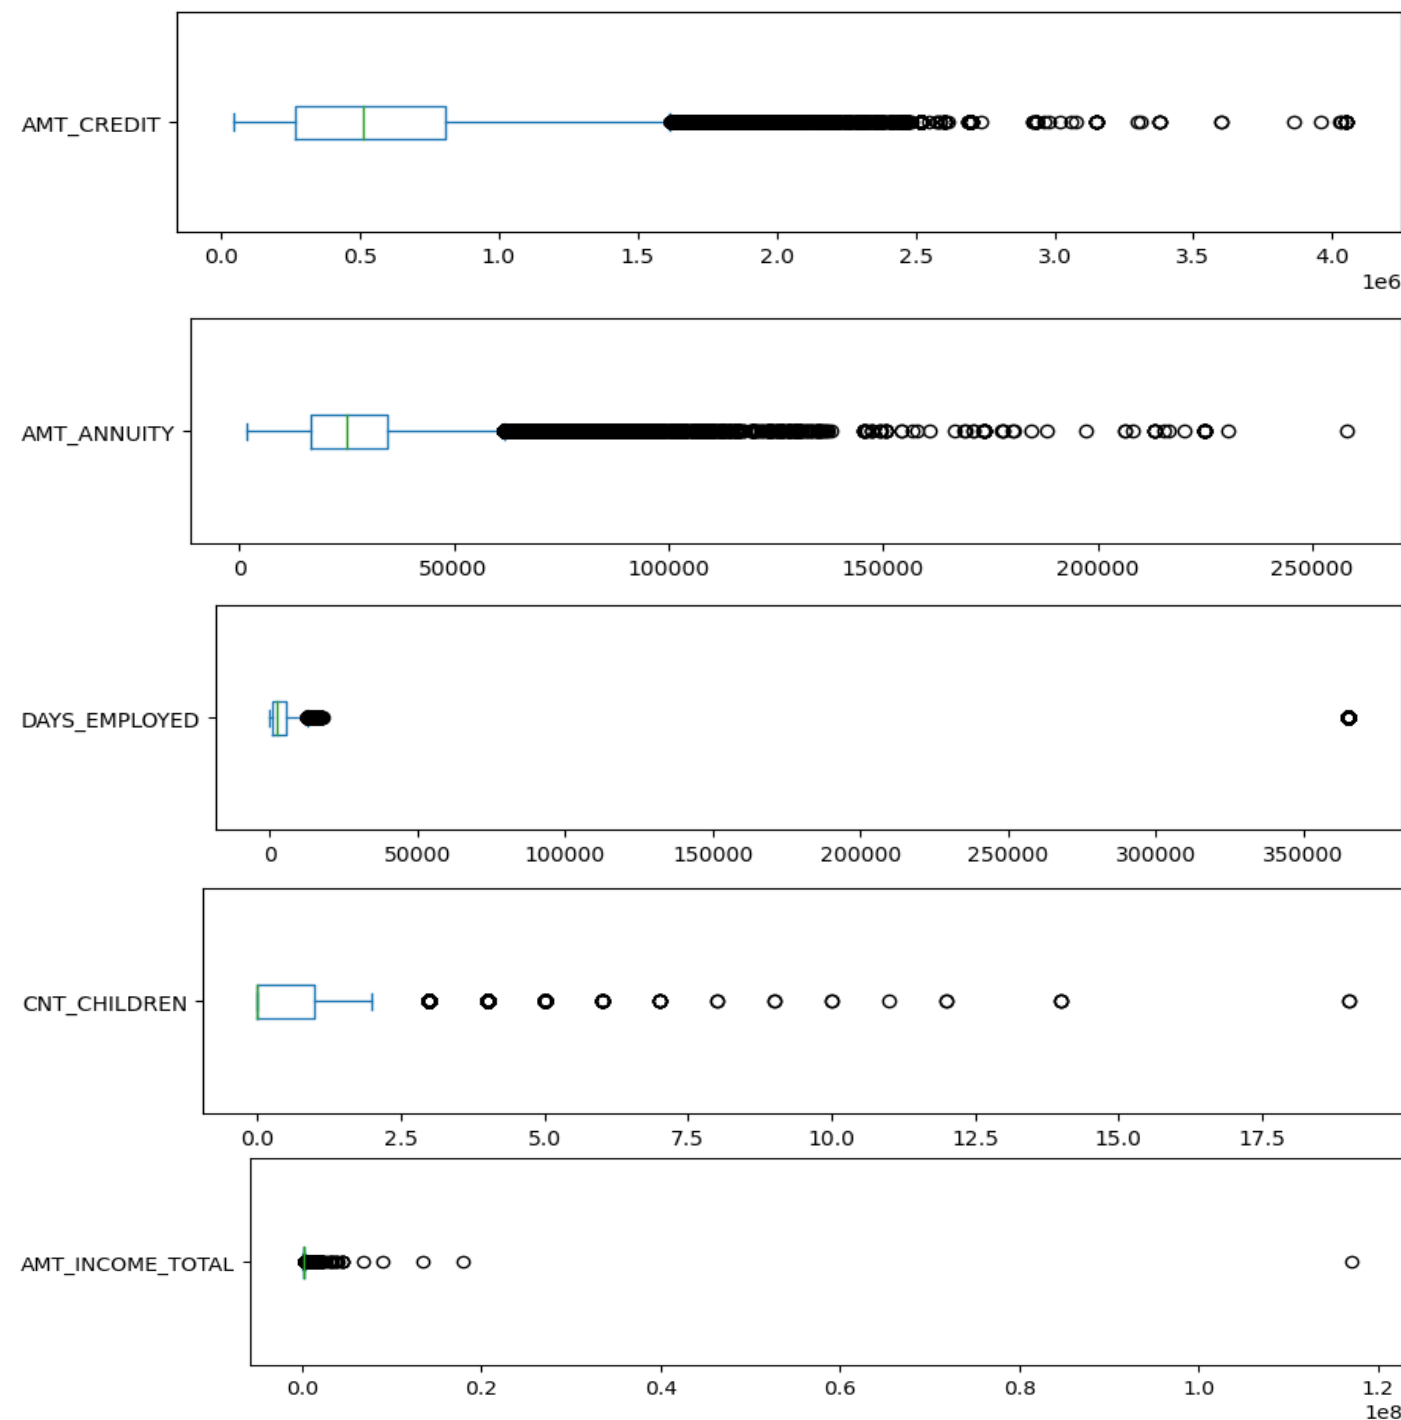 AMT_CREDIT
0.0 0.5 1.0 1.5 2.0 2.5 3.0 3.5 4.0
1e6
AMT_ANNUITY
0 50000 100000 150000 200000 250000
DAYS_EMPLOYED
0 50000 100000 150000 200000 250000 300000 350000
CNT_CHILDREN
0.0 2.5 5.0 7.5 10.0 12.5 15.0 17.5
AMT_INCOME_TOTAL
0.0 0.2 0.4 0.6 0.8 1.0 1.2
1e8